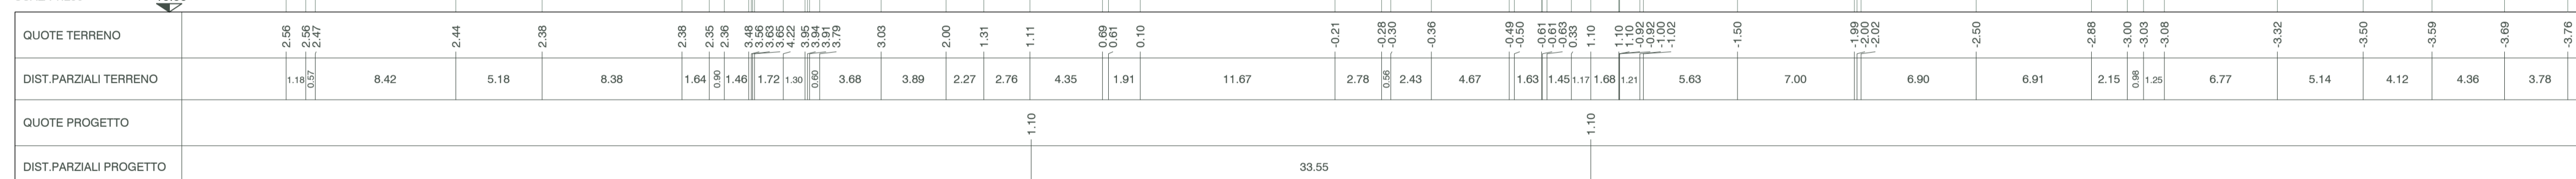 QUOTE TERRENO 2.56 2.56 2.47 2.44 2.38 2.38 2.35 2.36 3.48 3.56 3.63 3.65 4.22 3.95 3.94 3.91 3.79 3.03 2.00 1.31 1.11 0.69 0.61 0.10 -0.21 -0.28 -0.30 -0.36 -0.49 -0.50 -0.61 -0.61 -0.63 0.33 1.10 1.10 1.10 -0.92 -0.92 -1.00 -1.02 -1.50 -1.99 -2.00 -2.02 -2.50 -2.88 -3.00 -3.03 -3.08 -3.32 -3.50 -3.59 -3.69 -3.76
DIST.PARZIALI TERRENO 1.18 0.57 8.42 5.18 8.38 1.64 0.90 1.46 1.72 1.30 0.60 3.68 3.89 2.27 2.76 4.35 1.91 11.67 2.78 0.56 2.43 4.67 1.63 1.45 1.17 1.68 1.21 5.63 7.00 6.90 6.91 2.15 0.98 1.25 6.77 5.14 4.12 4.36 3.78
QUOTE PROGETTO 1.10 1.10
DIST.PARZIALI PROGETTO 33.55